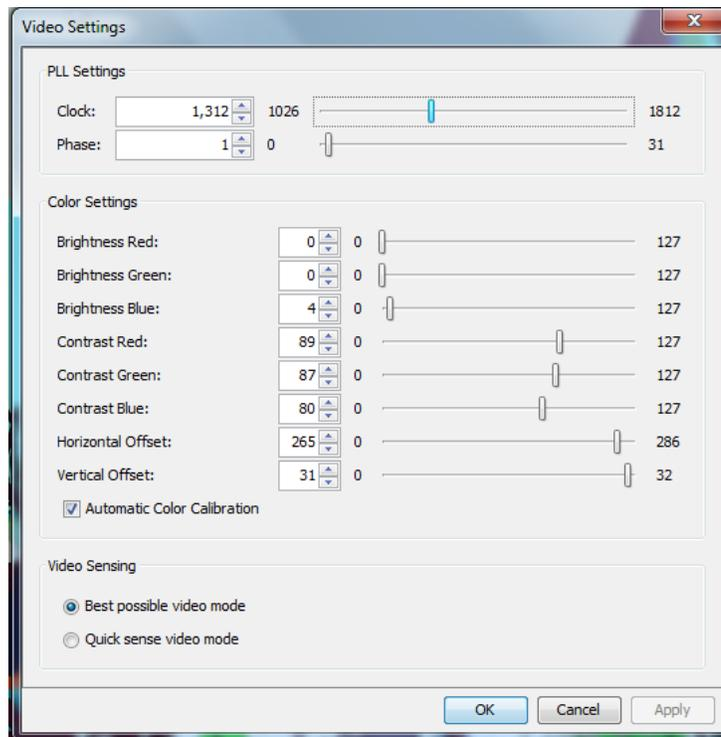 Video Settings
PLL Settings
Clock: 1,312 1026 1812
Phase: 1 0 31
Color Settings
Brightness Red: 0 0 127
Brightness Green: 0 0 127
Brightness Blue: 4 0 127
Contrast Red: 89 0 127
Contrast Green: 87 0 127
Contrast Blue: 80 0 127
Horizontal Offset: 265 0 286
Vertical Offset: 31 0 32
Automatic Color Calibration
Video Sensing
Best possible video mode
Quick sense video mode
OK Cancel Apply